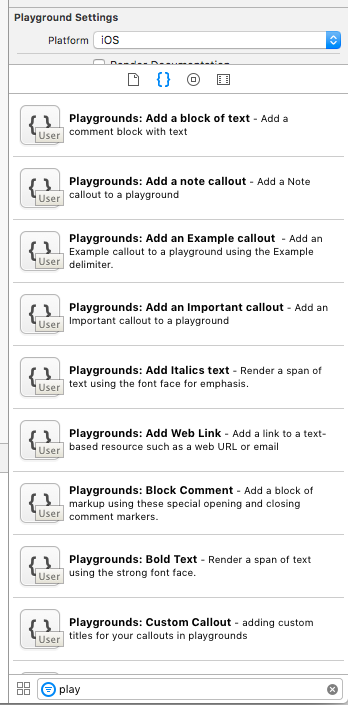 Playground Settings
Platform iOS
Render Documentation
Playgrounds: Add a block of text - Add a
comment block with text
User
Playgrounds: Add a note callout - Add a Note
callout to a playground
User
Playgrounds: Add an Example callout - Add an
Example callout to a playground using the Example
delimiter.
User
Playgrounds: Add an Important callout - Add an
Important callout to a playground
User
Playgrounds: Add Italics text - Render a span of
text using the font face for emphasis.
User
Playgrounds: Add Web Link - Add a link to a text-
based resource such as a web URL or email
User
Playgrounds: Block Comment - Add a block of
markup using these special opening and closing
comment markers.
User
Playgrounds: Bold Text - Render a span of text
using the strong font face.
User
Playgrounds: Custom Callout - adding custom
titles for your callouts in playgrounds
User
play